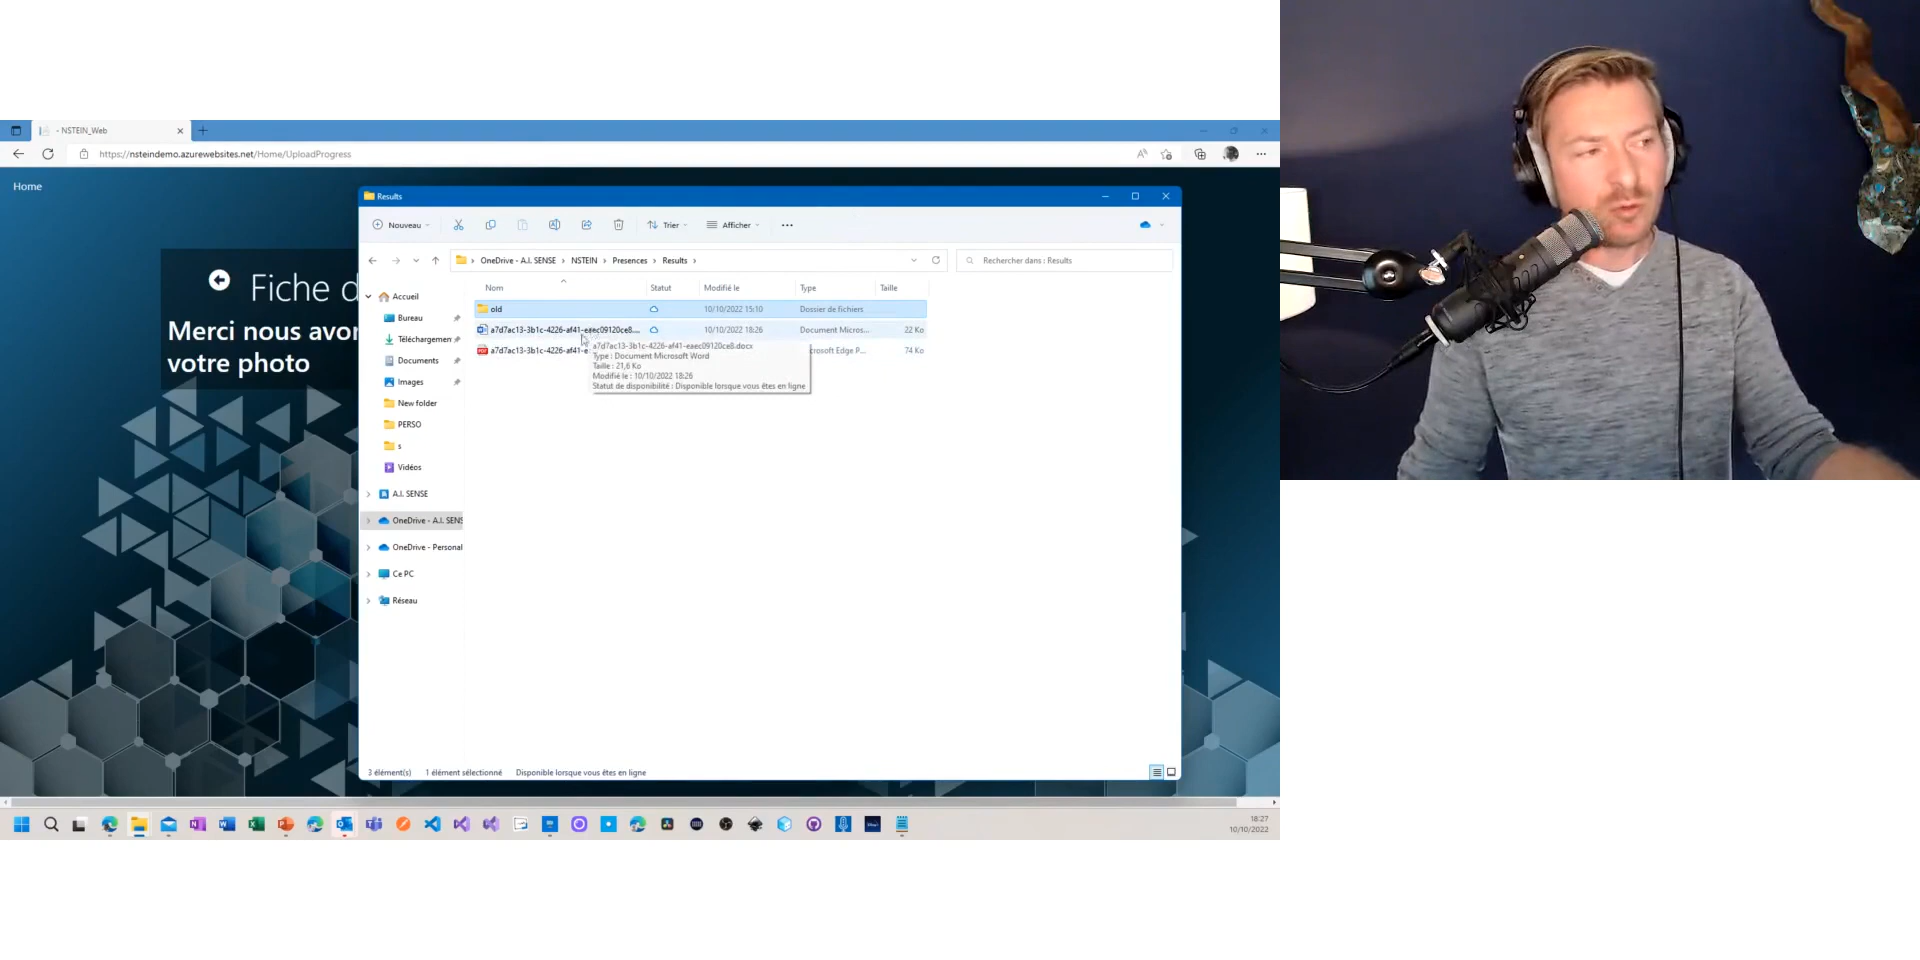 - NSTEIN_Web
https://nsteindemo.azurewebsites.net/Home/UploadProgress
Home
Fiche d
Merci nous avor
votre photo
Results
Nouveau
Trier
Afficher
OneDrive - A.I. SENSE > NSTEIN > Presences > Results >
Rechercher dans : Results
Nom Statut Modifié le Type Taille
old 10/10/2022 15:10 Dossier de fichiers
a7d7ac13-3b1c-4226-af41-eaec09120ce8.... 10/10/2022 18:26 Document Micros... 22 Ko
a7d7ac13-3b1c-4226-af41-e crosoft Edge P... 74 Ko
a7d7ac13-3b1c-4226-af41-eaec09120ce8.docx
Type : Document Microsoft Word
Taille : 21,6 Ko
Modifié le : 10/10/2022 18:26
Statut de disponibilité : Disponible lorsque vous êtes en ligne
Accueil
Bureau
Téléchargemen
Documents
Images
New folder
PERSO
s
Vidéos
A.I. SENSE
OneDrive - A.I. SENS
OneDrive - Personal
Ce PC
Réseau
3 élément(s) 1 élément sélectionné Disponible lorsque vous êtes en ligne
18:27
10/10/2022